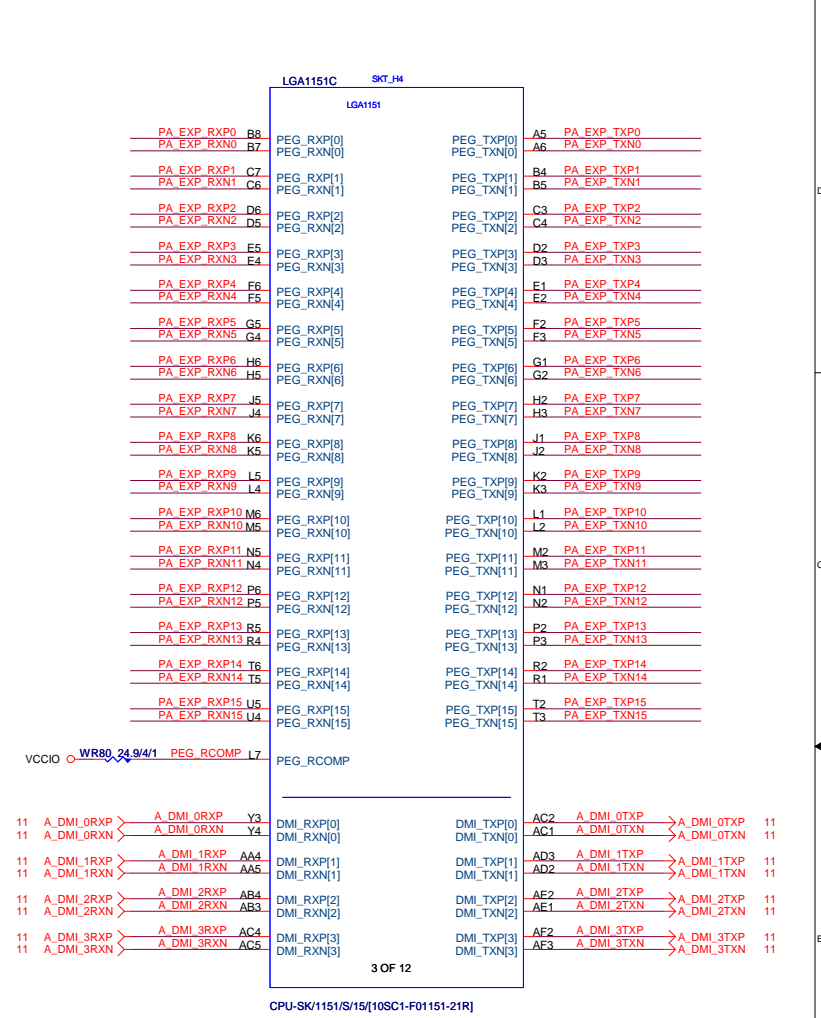 LGA1151C SKT_H4
LGA1151
PA_EXP_RXP0 B8 PEG_RXP[0] PEG_TXP[0] A5 PA_EXP_TXP0
PA_EXP_RXN0 B7 PEG_RXN[0] PEG_TXN[0] A6 PA_EXP_TXN0
PA_EXP_RXP1 C7 PEG_RXP[1] PEG_TXP[1] B4 PA_EXP_TXP1
PA_EXP_RXN1 C6 PEG_RXN[1] PEG_TXN[1] B5 PA_EXP_TXN1
D
PA_EXP_RXP2 D6 PEG_RXP[2] PEG_TXP[2] C3 PA_EXP_TXP2
PA_EXP_RXN2 D5 PEG_RXN[2] PEG_TXN[2] C4 PA_EXP_TXN2
PA_EXP_RXP3 E5 PEG_RXP[3] PEG_TXP[3] D2 PA_EXP_TXP3
PA_EXP_RXN3 E4 PEG_RXN[3] PEG_TXN[3] D3 PA_EXP_TXN3
PA_EXP_RXP4 F6 PEG_RXP[4] PEG_TXP[4] E1 PA_EXP_TXP4
PA_EXP_RXN4 F5 PEG_RXN[4] PEG_TXN[4] E2 PA_EXP_TXN4
PA_EXP_RXP5 G5 PEG_RXP[5] PEG_TXP[5] F2 PA_EXP_TXP5
PA_EXP_RXN5 G4 PEG_RXN[5] PEG_TXN[5] F3 PA_EXP_TXN5
PA_EXP_RXP6 H6 PEG_RXP[6] PEG_TXP[6] G1 PA_EXP_TXP6
PA_EXP_RXN6 H5 PEG_RXN[6] PEG_TXN[6] G2 PA_EXP_TXN6
PA_EXP_RXP7 J5 PEG_RXP[7] PEG_TXP[7] H2 PA_EXP_TXP7
PA_EXP_RXN7 J4 PEG_RXN[7] PEG_TXN[7] H3 PA_EXP_TXN7
PA_EXP_RXP8 K6 PEG_RXP[8] PEG_TXP[8] J1 PA_EXP_TXP8
PA_EXP_RXN8 K5 PEG_RXN[8] PEG_TXN[8] J2 PA_EXP_TXN8
PA_EXP_RXP9 L5 PEG_RXP[9] PEG_TXP[9] K2 PA_EXP_TXP9
PA_EXP_RXN9 L4 PEG_RXN[9] PEG_TXN[9] K3 PA_EXP_TXN9
PA_EXP_RXP10 M6 PEG_RXP[10] PEG_TXP[10] L1 PA_EXP_TXP10
PA_EXP_RXN10 M5 PEG_RXN[10] PEG_TXN[10] L2 PA_EXP_TXN10
PA_EXP_RXP11 N5 PEG_RXP[11] PEG_TXP[11] M2 PA_EXP_TXP11
PA_EXP_RXN11 N4 PEG_RXN[11] PEG_TXN[11] M3 PA_EXP_TXN11
C
PA_EXP_RXP12 P6 PEG_RXP[12] PEG_TXP[12] N1 PA_EXP_TXP12
PA_EXP_RXN12 P5 PEG_RXN[12] PEG_TXN[12] N2 PA_EXP_TXN12
PA_EXP_RXP13 R5 PEG_RXP[13] PEG_TXP[13] P2 PA_EXP_TXP13
PA_EXP_RXN13 R4 PEG_RXN[13] PEG_TXN[13] P3 PA_EXP_TXN13
PA_EXP_RXP14 T6 PEG_RXP[14] PEG_TXP[14] R2 PA_EXP_TXP14
PA_EXP_RXN14 T5 PEG_RXN[14] PEG_TXN[14] R1 PA_EXP_TXN14
PA_EXP_RXP15 U5 PEG_RXP[15] PEG_TXP[15] T2 PA_EXP_TXP15
PA_EXP_RXN15 U4 PEG_RXN[15] PEG_TXN[15] T3 PA_EXP_TXN15
VCCIO WR80 24.9/4/1 PEG_RCOMP L7 PEG_RCOMP
11 A_DMI_0RXP A_DMI_0RXP Y3 DMI_RXP[0] DMI_TXP[0] AC2 A_DMI_0TXP A_DMI_0TXP 11
11 A_DMI_0RXN A_DMI_0RXN Y4 DMI_RXN[0] DMI_TXN[0] AC1 A_DMI_0TXN A_DMI_0TXN 11
11 A_DMI_1RXP A_DMI_1RXP AA4 DMI_RXP[1] DMI_TXP[1] AD3 A_DMI_1TXP A_DMI_1TXP 11
11 A_DMI_1RXN A_DMI_1RXN AA5 DMI_RXN[1] DMI_TXN[1] AD2 A_DMI_1TXN A_DMI_1TXN 11
11 A_DMI_2RXP A_DMI_2RXP AB4 DMI_RXP[2] DMI_TXP[2] AE2 A_DMI_2TXP A_DMI_2TXP 11
11 A_DMI_2RXN A_DMI_2RXN AB3 DMI_RXN[2] DMI_TXN[2] AE1 A_DMI_2TXN A_DMI_2TXN 11
11 A_DMI_3RXP A_DMI_3RXP AC4 DMI_RXP[3] DMI_TXP[3] AF2 A_DMI_3TXP A_DMI_3TXP 11
11 A_DMI_3RXN A_DMI_3RXN AC5 DMI_RXN[3] DMI_TXN[3] AF3 A_DMI_3TXN A_DMI_3TXN 11
3 OF 12
CPU-SK/1151/S/15/[10SC1-F01151-21R]